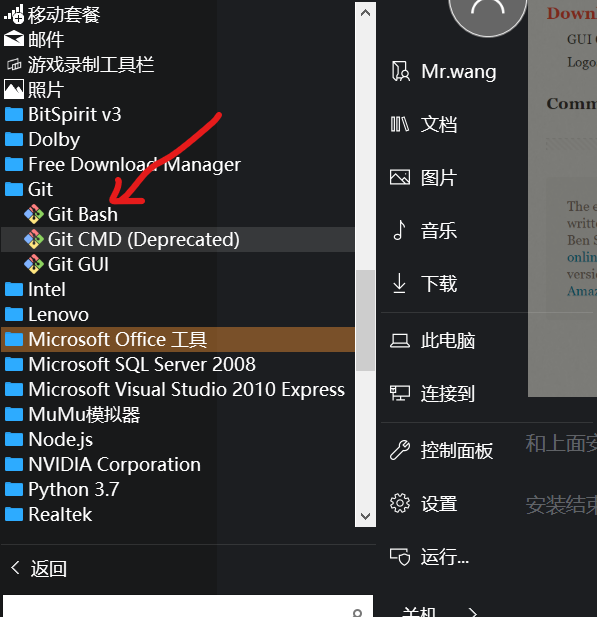 移动套餐
邮件
游戏录制工具栏
照片
BitSpirit v3
Dolby
Free Download Manager
Git
Git Bash
Git CMD (Deprecated)
Git GUI
Intel
Lenovo
Microsoft Office 工具
Microsoft SQL Server 2008
Microsoft Visual Studio 2010 Express
MuMu模拟器
Node.js
NVIDIA Corporation
Python 3.7
Realtek
返回
Mr.wang
文档
图片
音乐
下载
此电脑
连接到
控制面板
设置
运行...
关机
Downl
GUI
Logo
Comm
The e
writte
Ben S
onlin
versio
Amaz
和上面安
安装结束